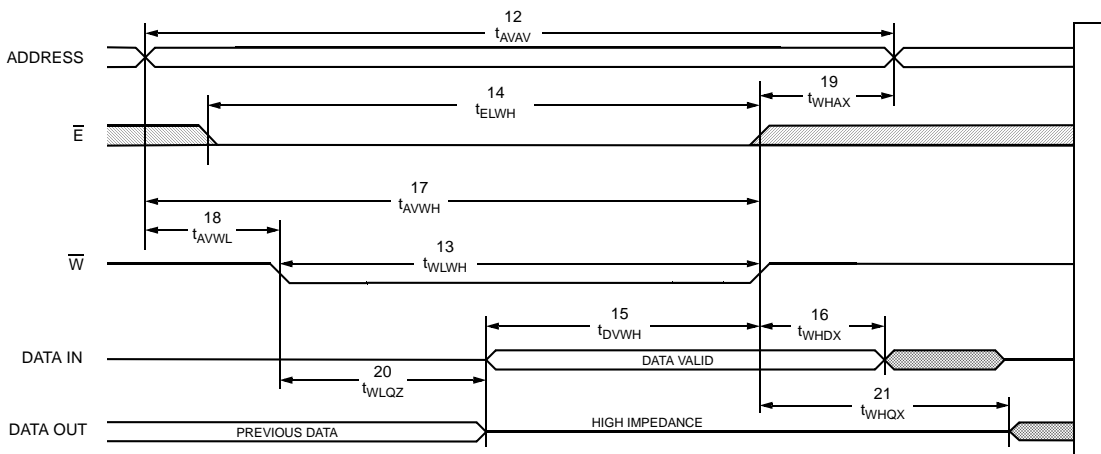 12
tAVAV
ADDRESS
19
tWHAX
14
tELWH
E
17
tAVWH
18
tAVWL
13
tWLWH
W
15
tDVWH
16
tWHDX
DATA IN
DATA VALID
20
tWLQZ
21
tWHQX
DATA OUT
PREVIOUS DATA
HIGH IMPEDANCE